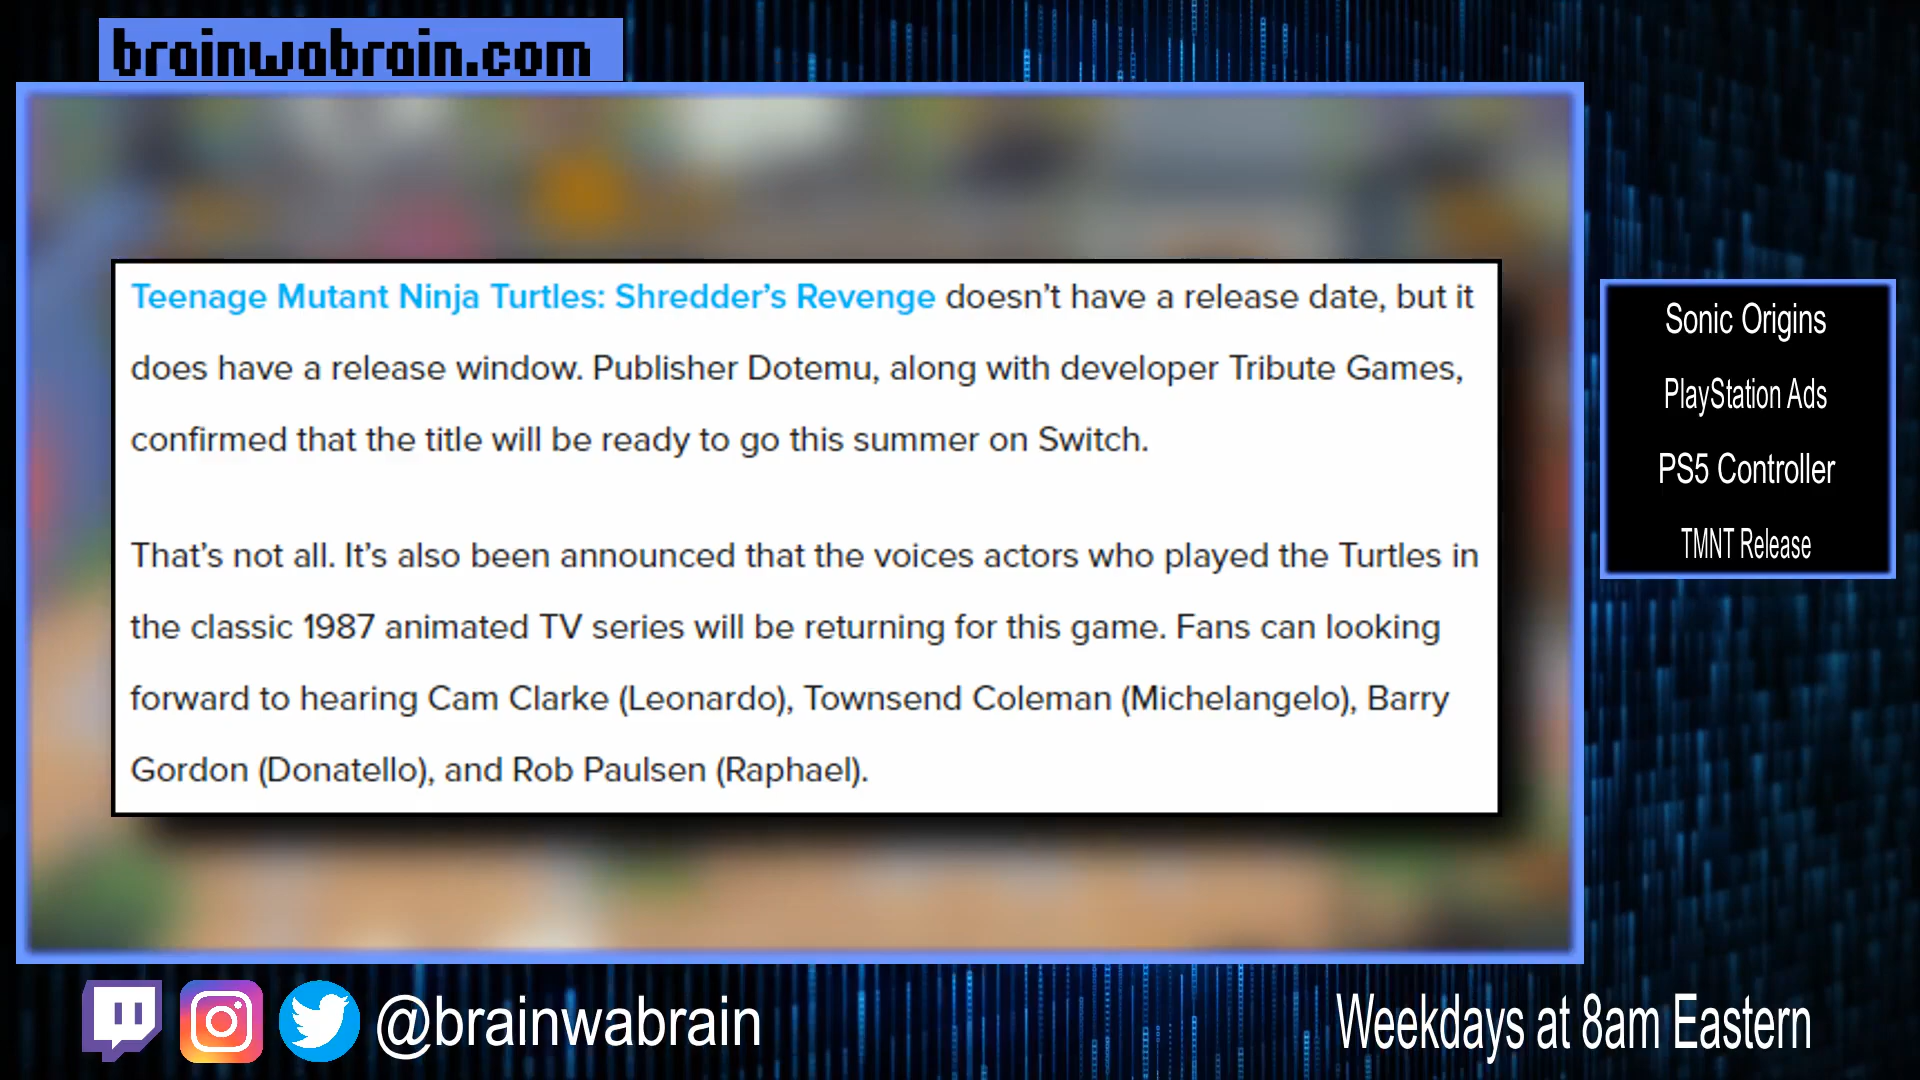 brainwabrain.com
Teenage Mutant Ninja Turtles: Shredder’s Revenge doesn’t have a release date, but it
does have a release window. Publisher Dotemu, along with developer Tribute Games,
confirmed that the title will be ready to go this summer on Switch.
That’s not all. It’s also been announced that the voices actors who played the Turtles in
the classic 1987 animated TV series will be returning for this game. Fans can looking
forward to hearing Cam Clarke (Leonardo), Townsend Coleman (Michelangelo), Barry
Gordon (Donatello), and Rob Paulsen (Raphael).
Sonic Origins
PlayStation Ads
PS5 Controller
TMNT Release
@brainwabrain
Weekdays at 8am Eastern